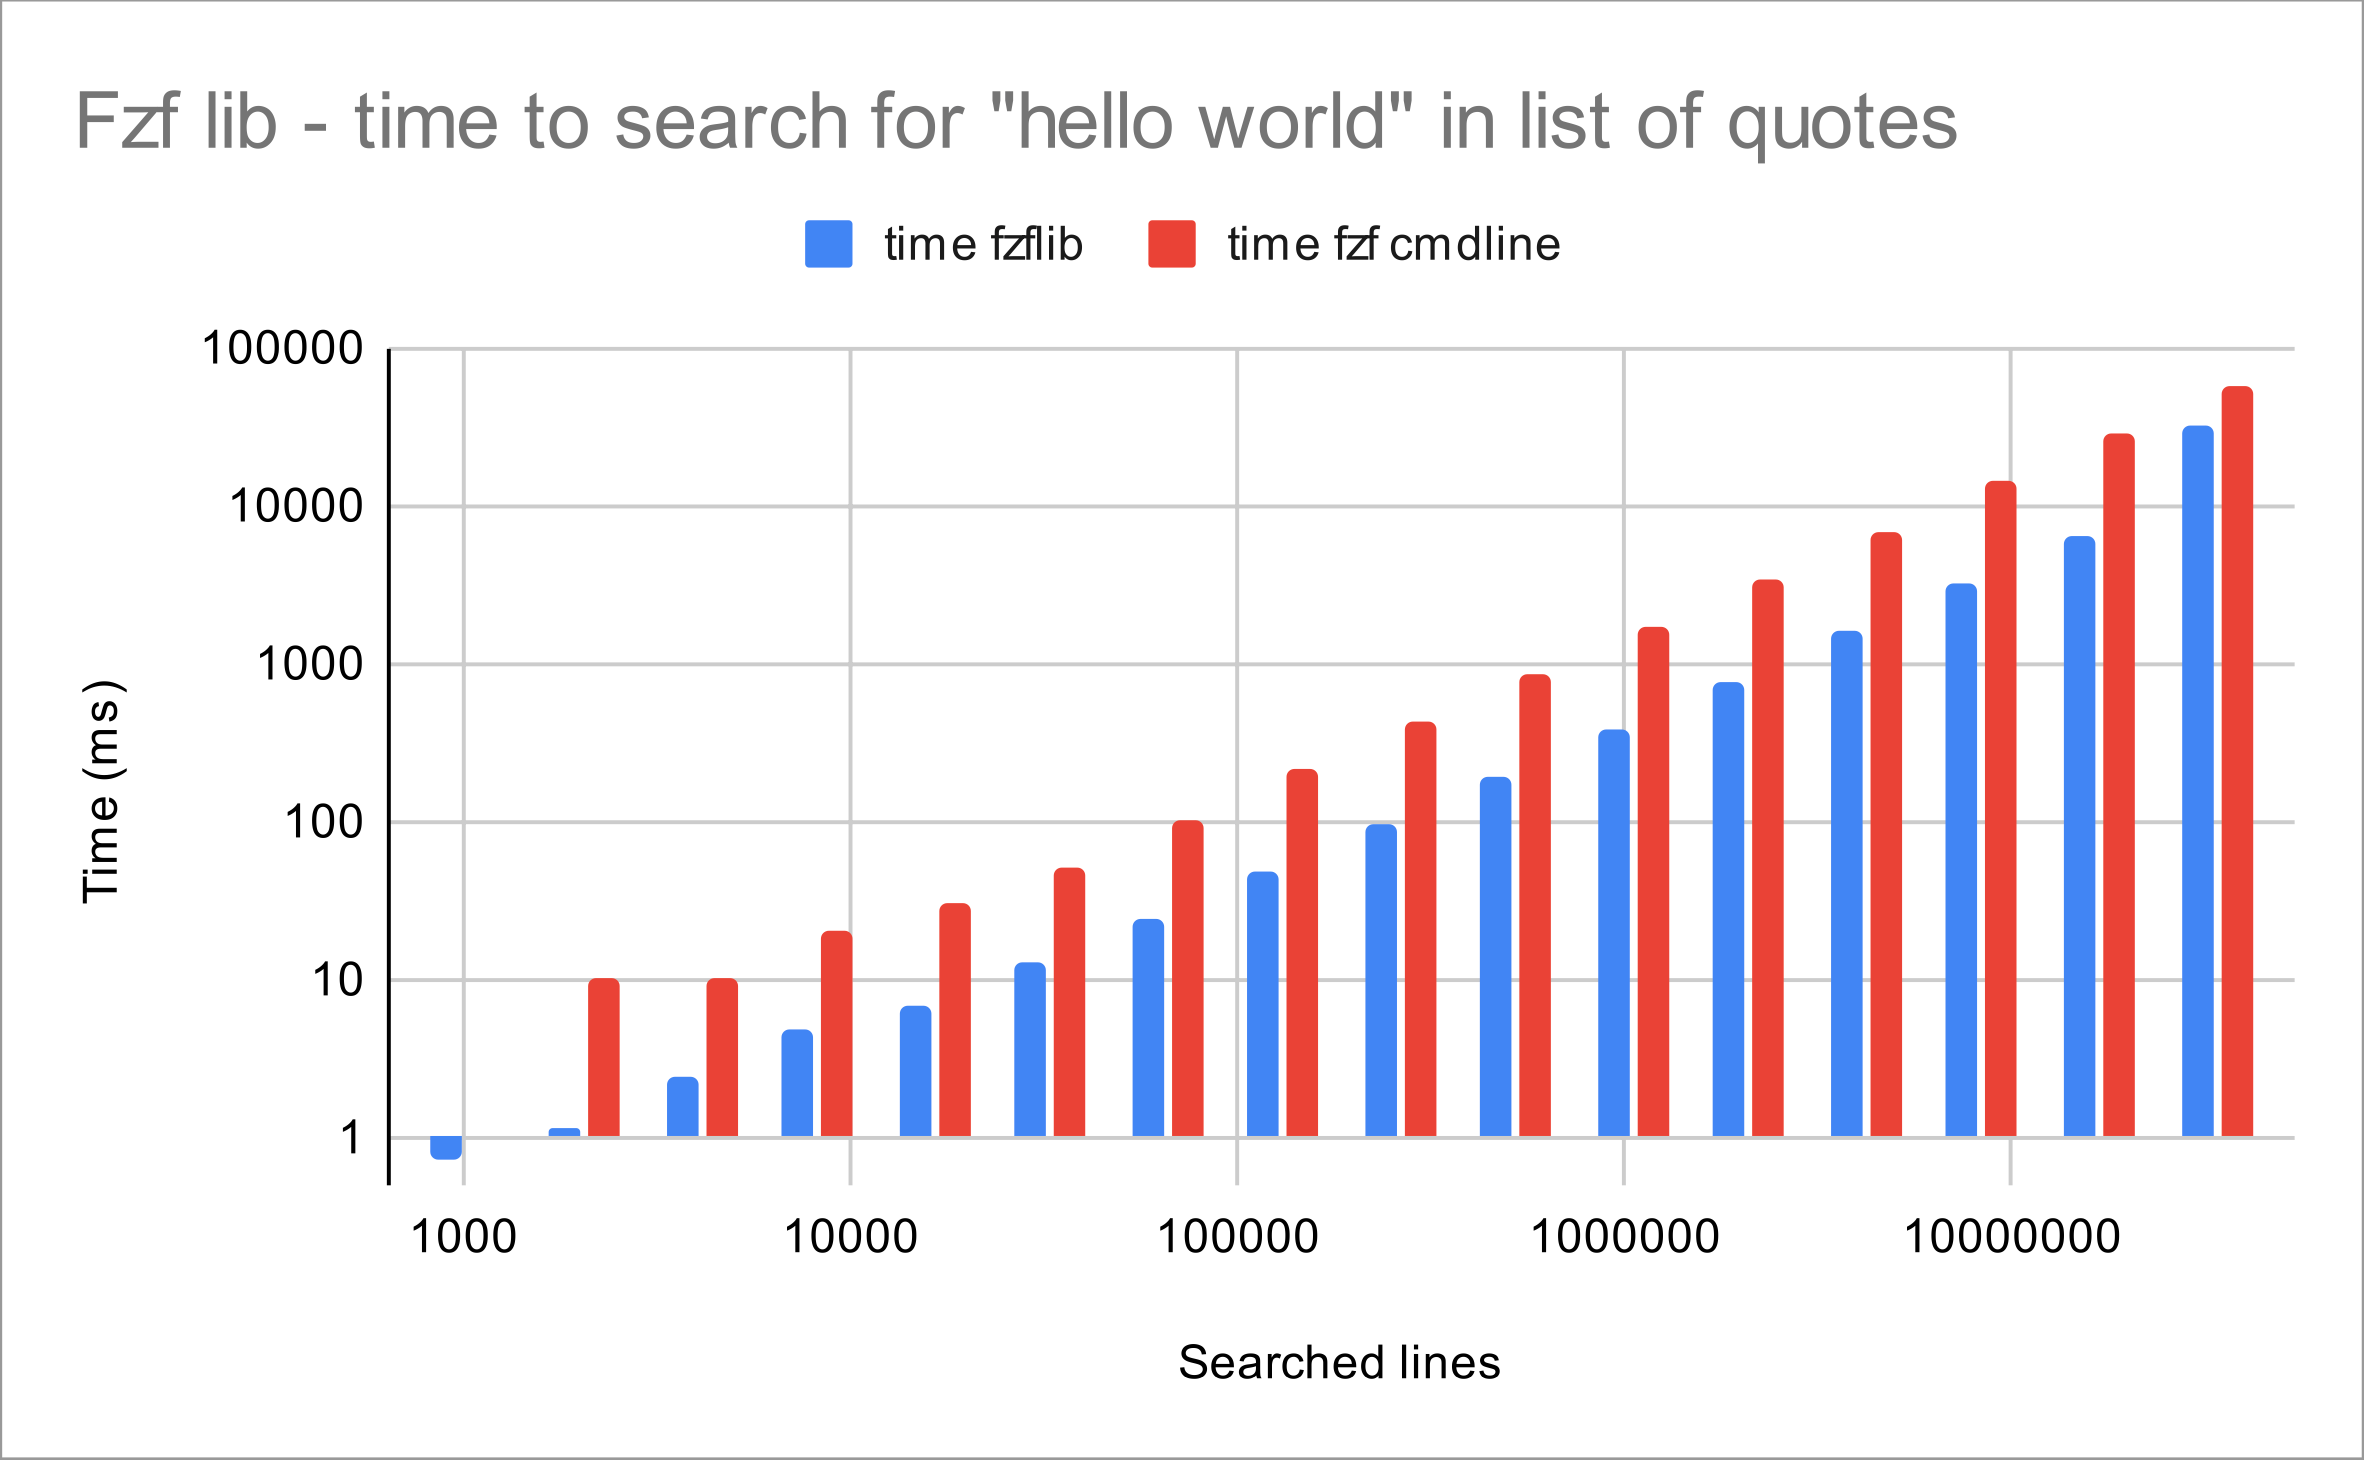 Fzf lib - time to search for "hello world" in list of quotes
time fzflib
time fzf cmdline
100000
10000
1000
100
10
1
Time (ms)
1000
10000
100000
1000000
10000000
Searched lines